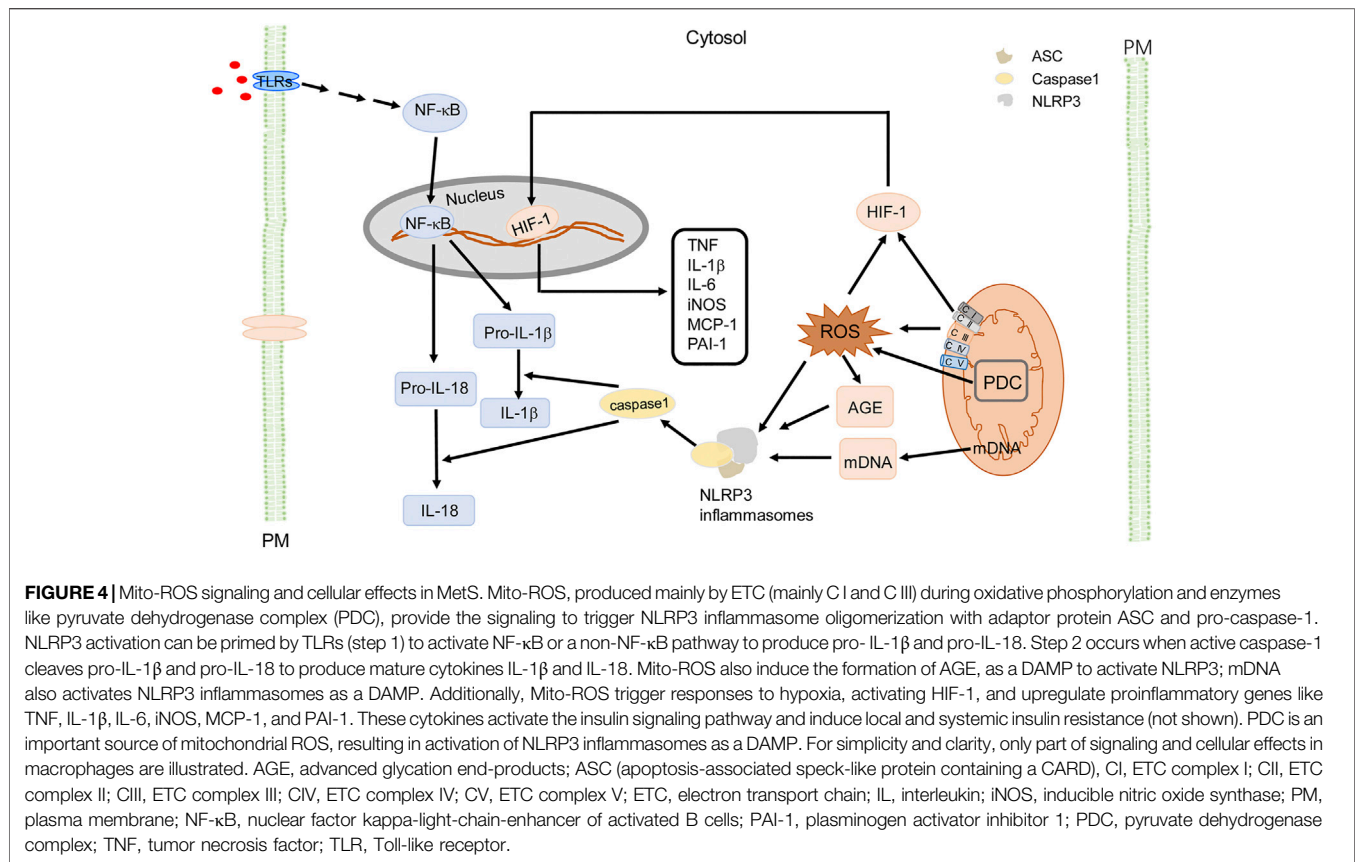 Cytosol
PM
ASC
Caspase1
NLRP3
TLRs
NF-κB
Nucleus
NF-κB
HIF-1
HIF-1
TNF
IL-1β
IL-6
iNOS
MCP-1
PAI-1
ROS
C I
C II
C III
C IV
C V
PDC
Pro-IL-1β
Pro-IL-18
IL-1β
caspase1
AGE
mDNA
mDNA
NLRP3
inflammasomes
IL-18
PM
FIGURE 4 | Mito-ROS signaling and cellular effects in MetS. Mito-ROS, produced mainly by ETC (mainly C I and C III) during oxidative phosphorylation and enzymes
like pyruvate dehydrogenase complex (PDC), provide the signaling to trigger NLRP3 inflammasome oligomerization with adaptor protein ASC and pro-caspase-1.
NLRP3 activation can be primed by TLRs (step 1) to activate NF-κB or a non-NF-κB pathway to produce pro- IL-1β and pro-IL-18. Step 2 occurs when active caspase-1
cleaves pro-IL-1β and pro-IL-18 to produce mature cytokines IL-1β and IL-18. Mito-ROS also induce the formation of AGE, as a DAMP to activate NLRP3; mDNA
also activates NLRP3 inflammasomes as a DAMP. Additionally, Mito-ROS trigger responses to hypoxia, activating HIF-1, and upregulate proinflammatory genes like
TNF, IL-1β, IL-6, iNOS, MCP-1, and PAI-1. These cytokines activate the insulin signaling pathway and induce local and systemic insulin resistance (not shown). PDC is an
important source of mitochondrial ROS, resulting in activation of NLRP3 inflammasomes as a DAMP. For simplicity and clarity, only part of signaling and cellular effects in
macrophages are illustrated. AGE, advanced glycation end-products; ASC (apoptosis-associated speck-like protein containing a CARD), CI, ETC complex I; CII, ETC
complex II; CIII, ETC complex III; CIV, ETC complex IV; CV, ETC complex V; ETC, electron transport chain; IL, interleukin; iNOS, inducible nitric oxide synthase; PM,
plasma membrane; NF-κB, nuclear factor kappa-light-chain-enhancer of activated B cells; PAI-1, plasminogen activator inhibitor 1; PDC, pyruvate dehydrogenase
complex; TNF, tumor necrosis factor; TLR, Toll-like receptor.